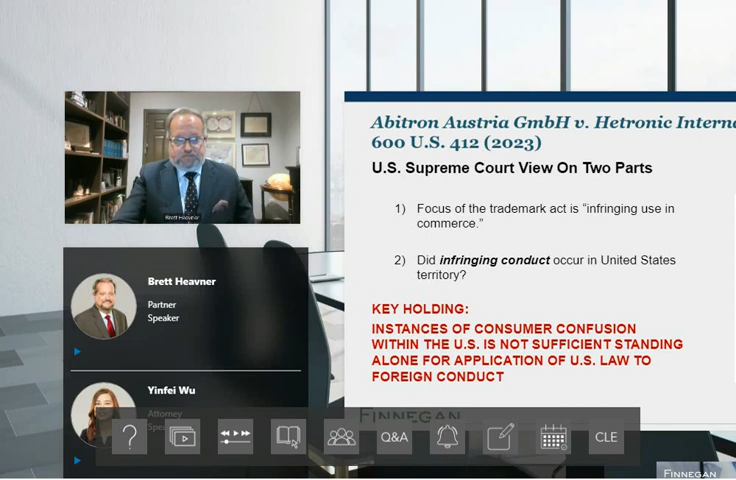 Abitron Austria GmbH v. Hetronic
600 U.S. 412 (2023)
U.S. Supreme Court View On Two Parts
1) Focus of the trademark act is “infringing use in
commerce.”
2) Did infringing conduct occur in United States
territory?
KEY HOLDING:
INSTANCES OF CONSUMER CONFUSION
WITHIN THE U.S. IS NOT SUFFICIENT STANDING
ALONE FOR APPLICATION OF U.S. LAW TO
FOREIGN CONDUCT
FINNEGAN
Brett Heavner
Brett Heavner
Partner
Speaker
Yinfei Wu
Attorney
?
Q&A
CLE
FINNEGAN